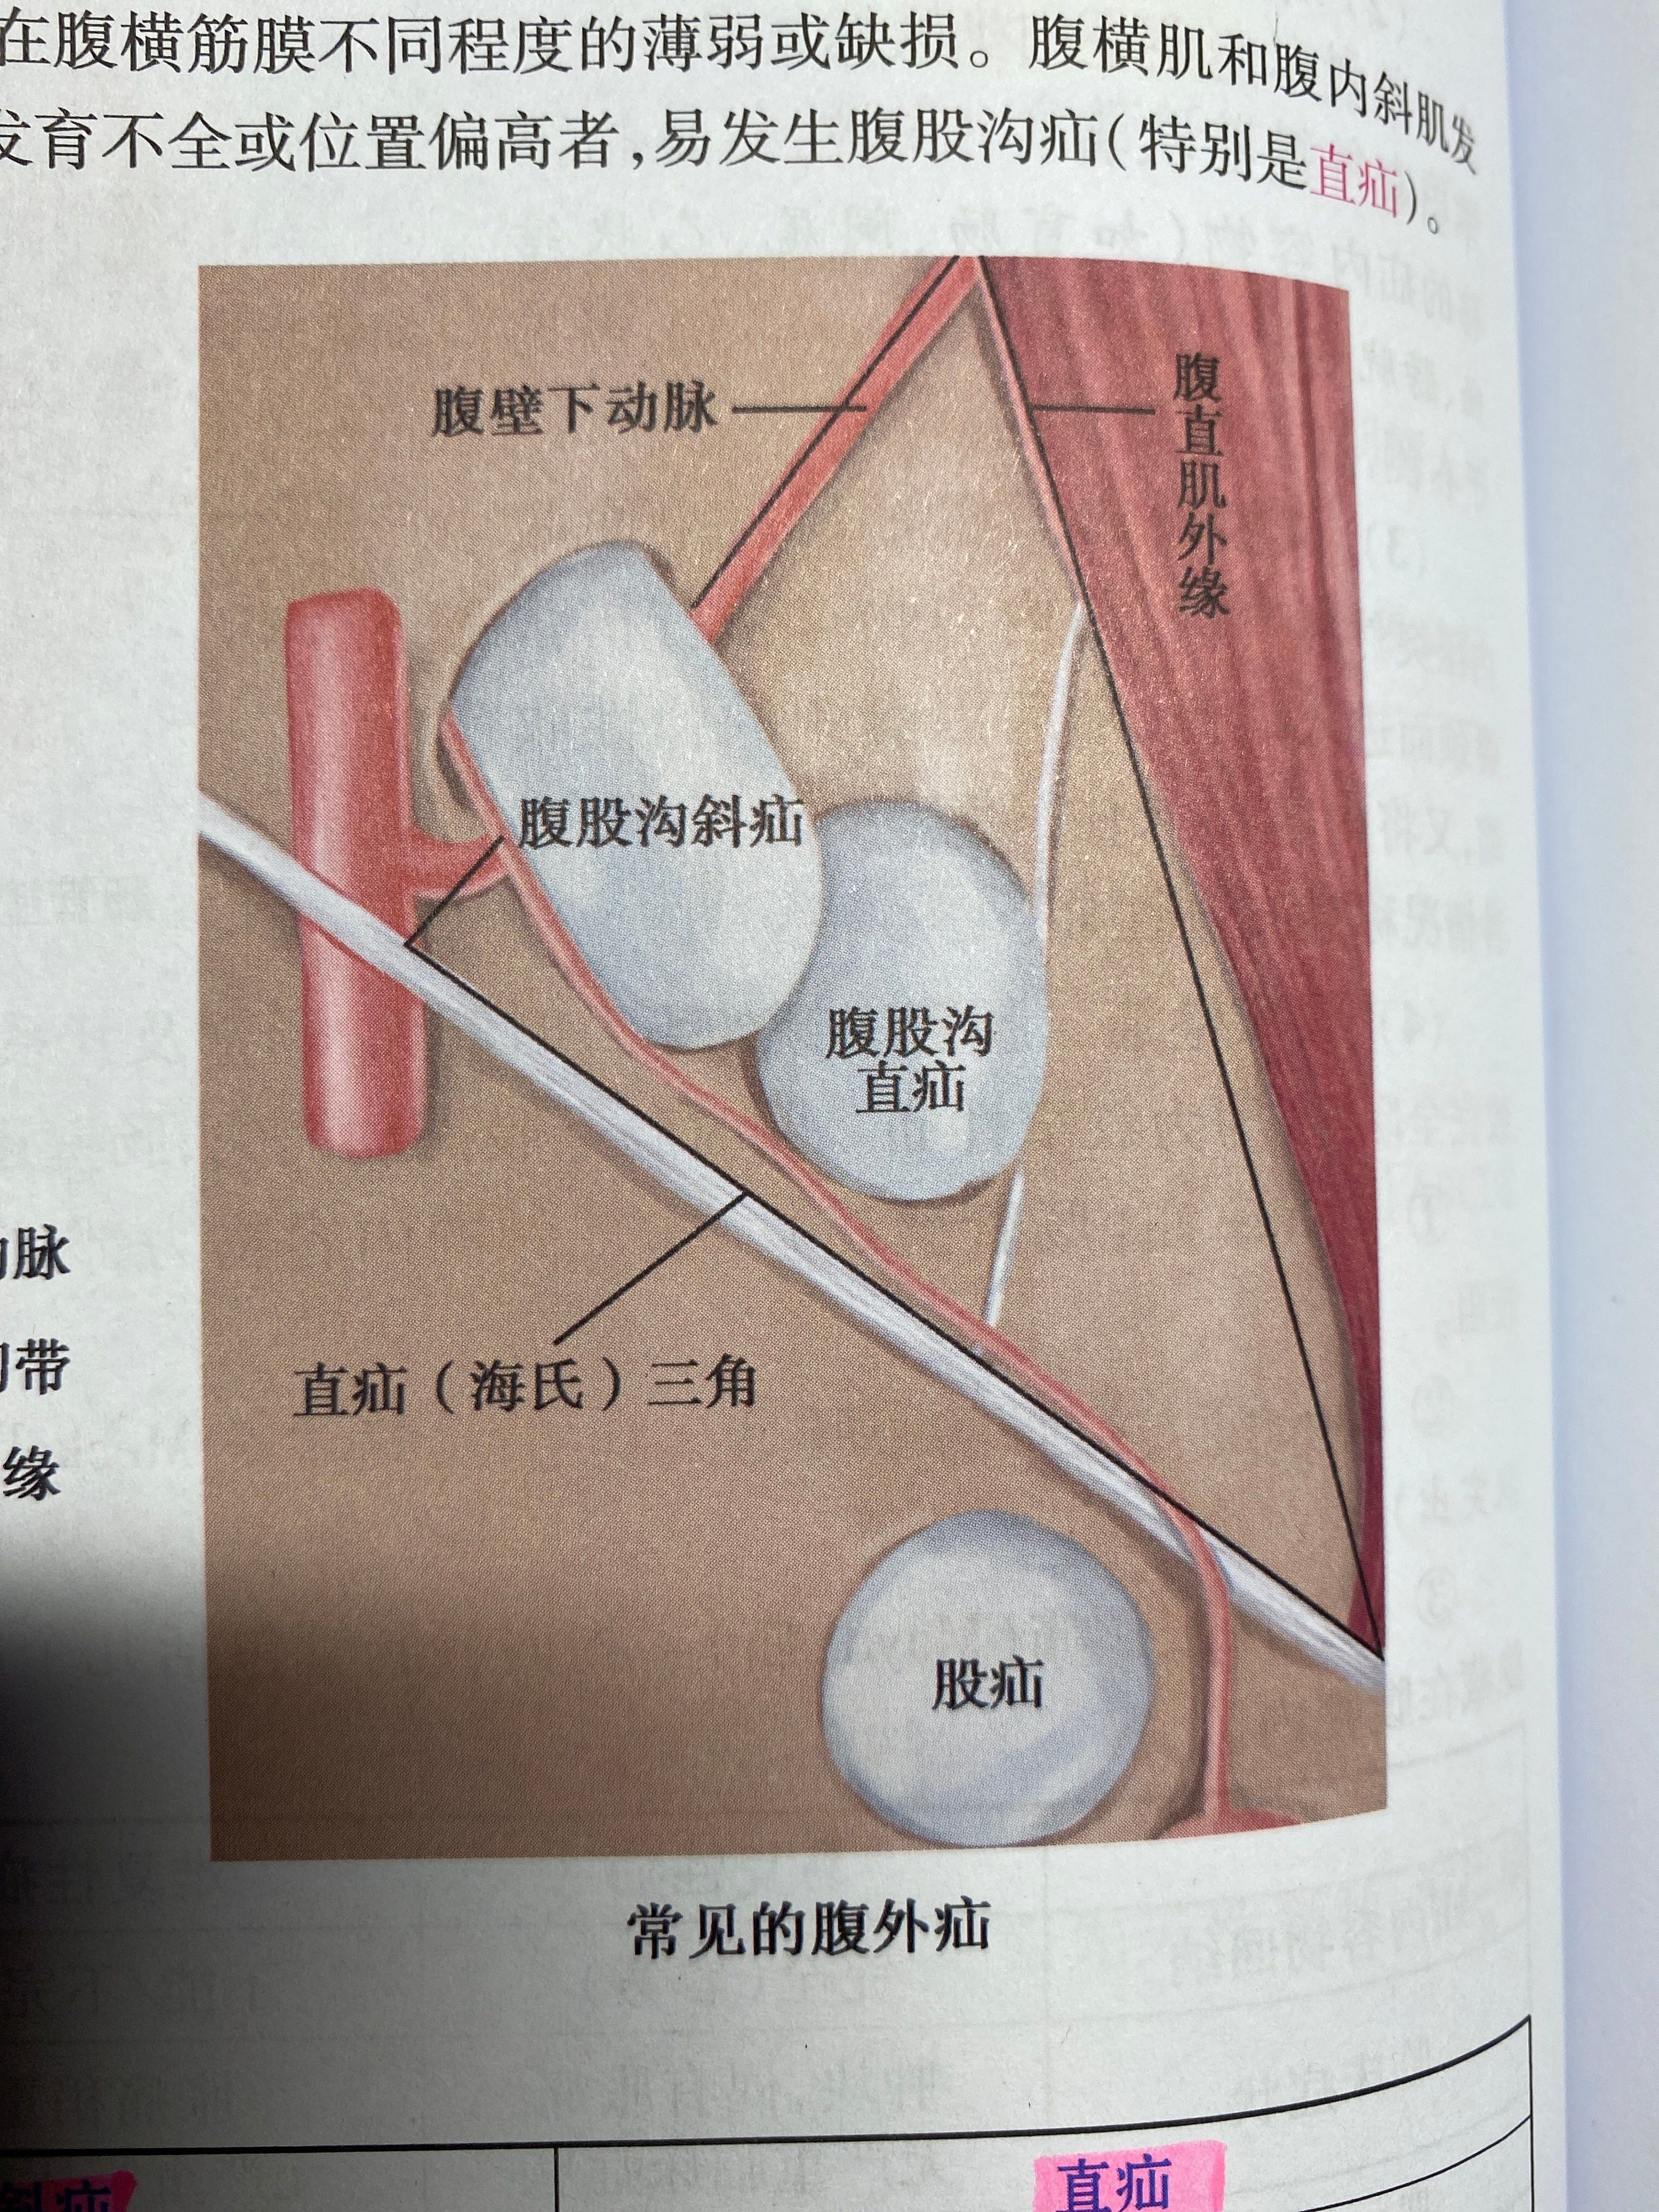 在腹横筋膜不同程度的薄弱或缺损。腹横肌和腹内斜肌发
发育不全或位置偏高者,易发生腹股沟疝(特别是直疝)。
腹壁下动脉
腹直肌外缘
腹股沟斜疝
腹股沟
直疝
动脉
沟带
缘
直疝(海氏)三角
股疝
常见的腹外疝
斜疝
直疝